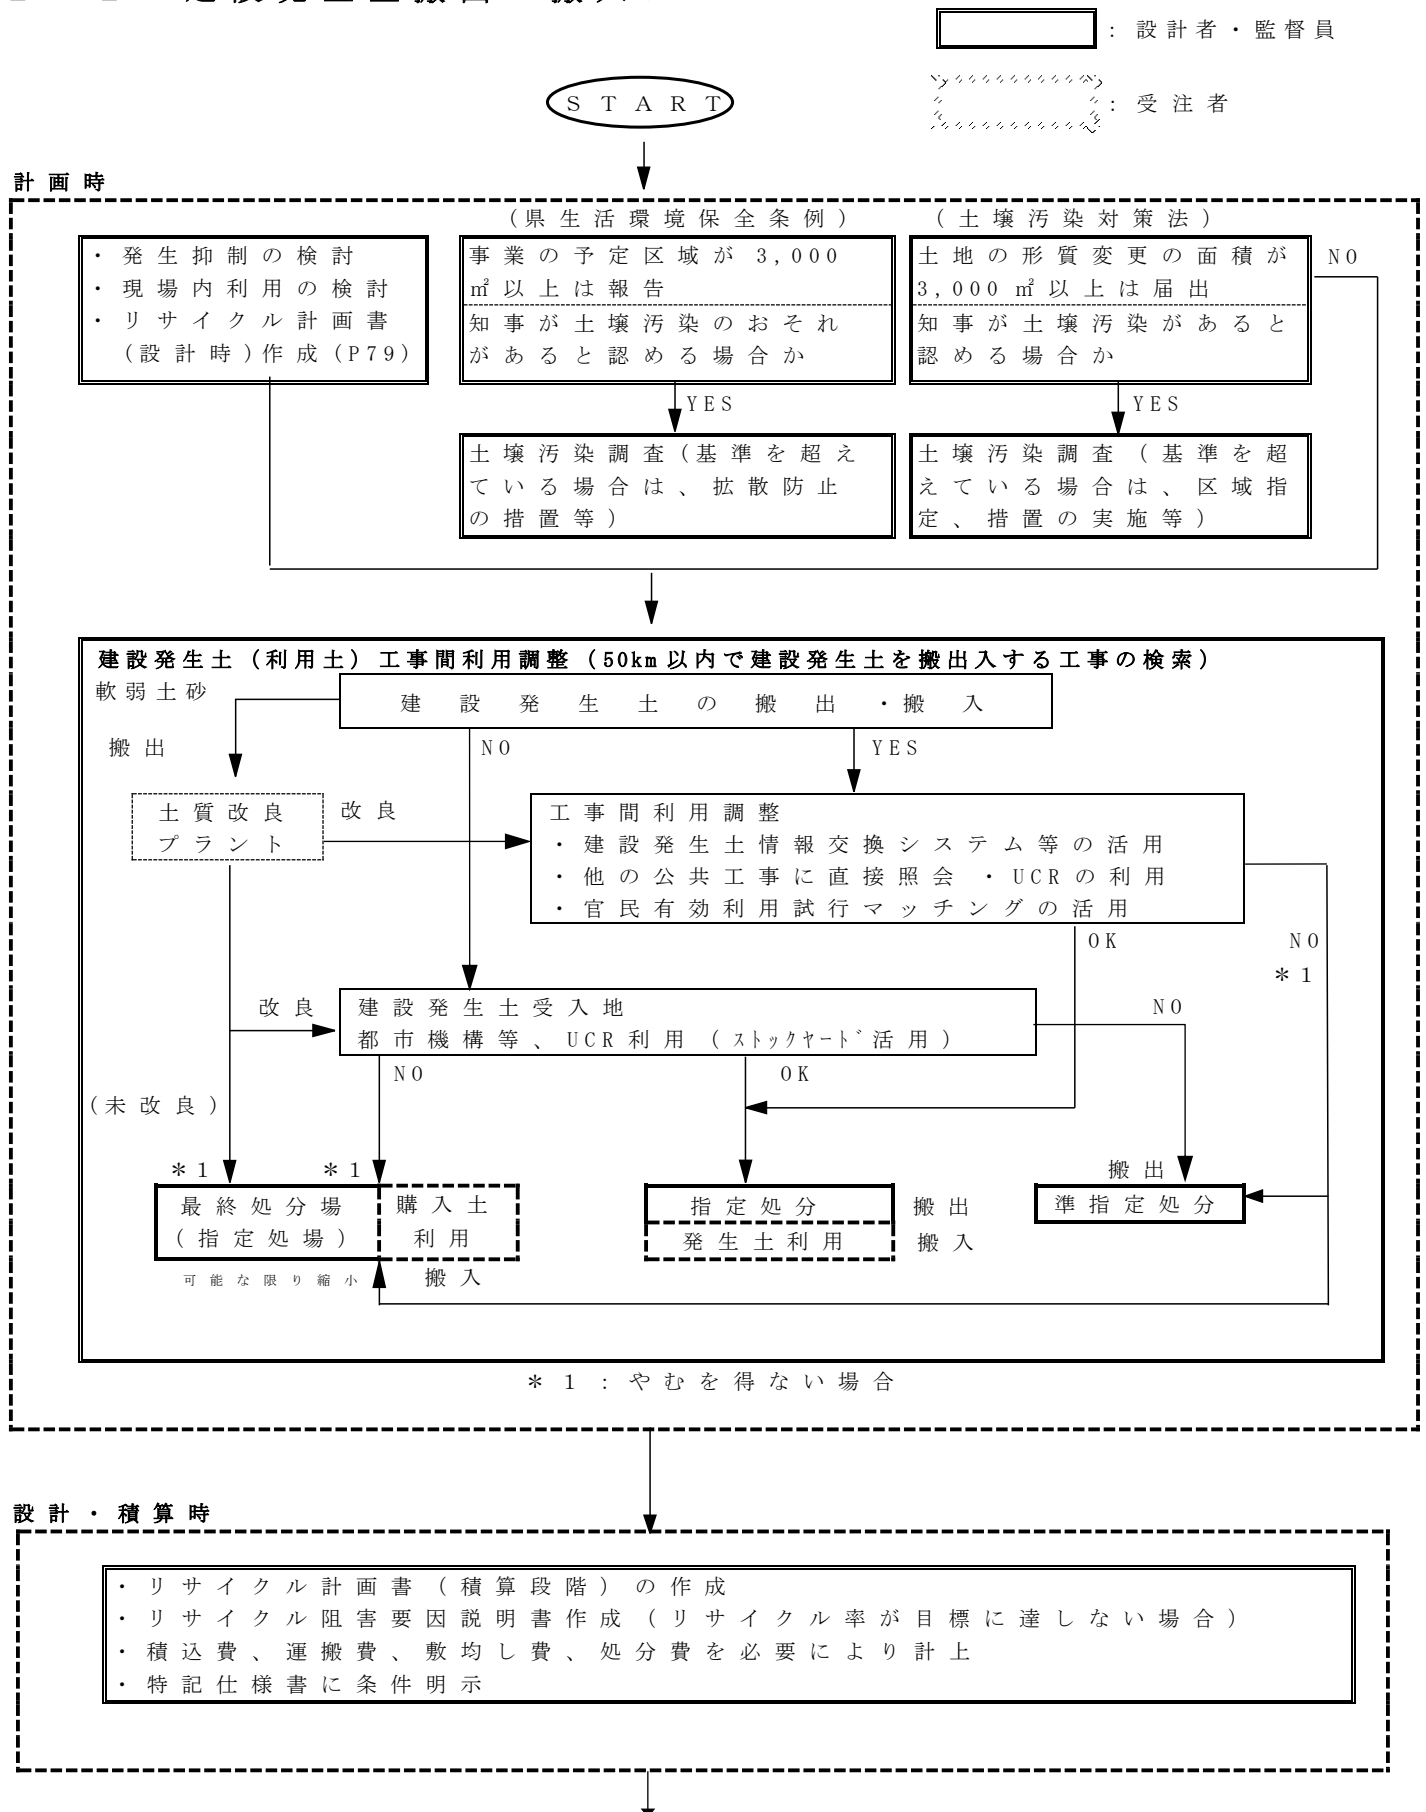 ：設計者・監督員
START
：受注者
計画時
(県生活環境保全条例)
(土壌汚染対策法)
・発生抑制の検討
・現場内利用の検討
・リサイクル計画書
(設計時)作成(P79)
事業の予定区域が 3,000
㎡以上は報告
知事が土壌汚染のおそれ
があると認める場合か
土地の形質変更の面積が
3,000 ㎡以上は届出
知事が土壌汚染があると
認める場合か
NO
YES
YES
土壌汚染調査(基準を超え
ている場合は、拡散防止
の措置等)
土壌汚染調査(基準を超
えている場合は、区域指
定、措置の実施等)
建設発生土(利用土)工事間利用調整(50km以内で建設発生土を搬出入する工事の検索)
軟弱土砂
建設発生土の搬出・搬入
搬出
NO
YES
土質改良
プラント
改良
工事間利用調整
・建設発生土情報交換システム等の活用
・他の公共工事に直接照会・UCRの利用
・官民有効利用試行マッチングの活用
OK
NO
＊1
改良
建設発生土受入地
都市機構等、UCR利用(ｽﾄｯｸﾔｰﾄﾞ活用)
NO
NO
OK
(未改良)
＊1
＊1
搬出
最終処分場
(指定処場)
購入土
利用
指定処分
発生土利用
搬出
搬入
準指定処分
可能な限り縮小
搬入
＊1：やむを得ない場合
設計・積算時
・リサイクル計画書(積算段階)の作成
・リサイクル阻害要因説明書作成(リサイクル率が目標に達しない場合)
・積込費、運搬費、敷均し費、処分費を必要により計上
・特記仕様書に条件明示